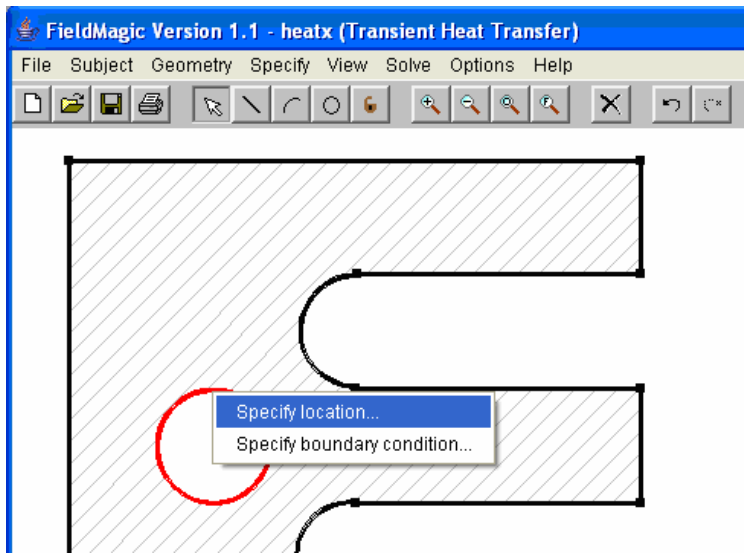 FieldMagic Version 1.1 - heatx (Transient Heat Transfer)
File Subject Geometry Specify View Solve Options Help
Specify location...
Specify boundary condition...